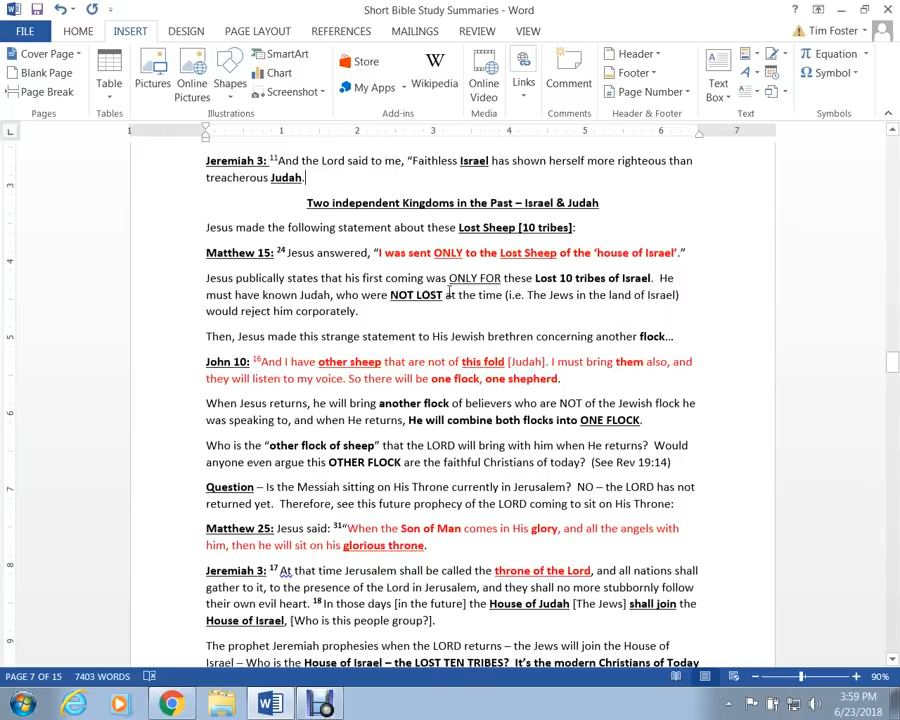 Short Bible Study Summaries - Word
Tim Foster
FILE HOME INSERT DESIGN PAGE LAYOUT REFERENCES MAILINGS REVIEW VIEW
Cover Page
Blank Page
Page Break
Table
Pictures
Online Pictures
Shapes
SmartArt
Chart
Screenshot
Store
My Apps
Wikipedia
Online Video
Links
Comment
Header
Footer
Page Number
Text Box
Equation
Symbol
Pages Tables Illustrations Add-ins Media Comments Header & Footer Text Symbols
1 1 2 3 4 5 6 7
Jeremiah 3: 11And the Lord said to me, “Faithless Israel has shown herself more righteous than
treacherous Judah.
Two independent Kingdoms in the Past – Israel & Judah
Jesus made the following statement about these Lost Sheep [10 tribes]:
Matthew 15: 24 Jesus answered, “I was sent ONLY to the Lost Sheep of the ‘house of Israel’.”
Jesus publically states that his first coming was ONLY FOR these Lost 10 tribes of Israel. He
must have known Judah, who were NOT LOST at the time (i.e. The Jews in the land of Israel)
would reject him corporately.
Then, Jesus made this strange statement to His Jewish brethren concerning another flock…
John 10: 16And I have other sheep that are not of this fold [Judah]. I must bring them also, and
they will listen to my voice. So there will be one flock, one shepherd.
When Jesus returns, he will bring another flock of believers who are NOT of the Jewish flock he
was speaking to, and when He returns, He will combine both flocks into ONE FLOCK.
Who is the “other flock of sheep” that the LORD will bring with him when He returns? Would
anyone even argue this OTHER FLOCK are the faithful Christians of today? (See Rev 19:14)
Question – Is the Messiah sitting on His Throne currently in Jerusalem? NO – the LORD has not
returned yet. Therefore, see this future prophecy of the LORD coming to sit on His Throne:
Matthew 25: Jesus said: 31“When the Son of Man comes in His glory, and all the angels with
him, then he will sit on his glorious throne.
Jeremiah 3: 17 At that time Jerusalem shall be called the throne of the Lord, and all nations shall
gather to it, to the presence of the Lord in Jerusalem, and they shall no more stubbornly follow
their own evil heart. 18 In those days [in the future] the House of Judah [The Jews] shall join the
House of Israel, [Who is this people group?].
The prophet Jeremiah prophesies when the LORD returns – the Jews will join the House of
Israel – Who is the House of Israel – the LOST TEN TRIBES? It’s the modern Christians of Today
3
4
5
6
7
8
9
PAGE 7 OF 15 7403 WORDS 90%
3:59 PM
6/23/2018